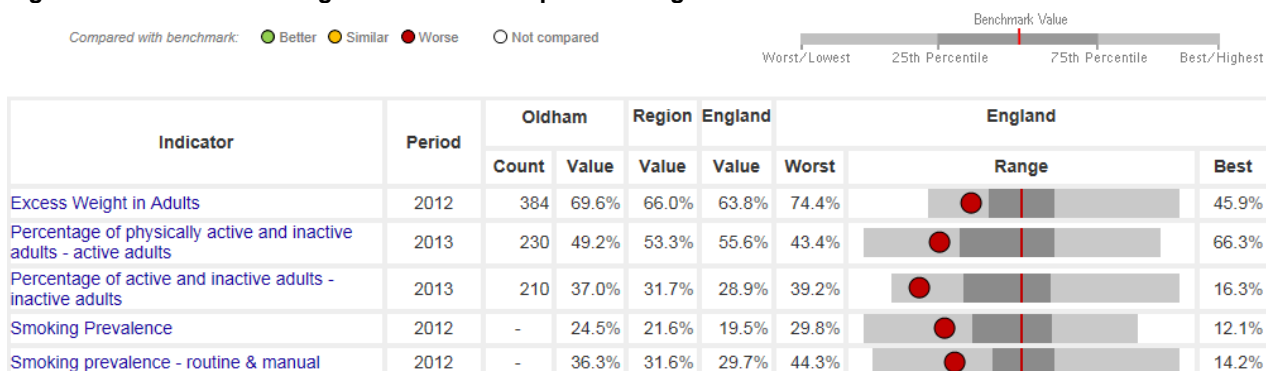 Compared with benchmark: Better Similar Worse Not compared
Benchmark Value
Worst/Lowest 25th Percentile 75th Percentile Best/Highest
Indicator Period Oldham Region England England
Count Value Value Value Worst Range Best
Excess Weight in Adults 2012 384 69.6% 66.0% 63.8% 74.4% 45.9%
Percentage of physically active and inactive
adults - active adults 2013 230 49.2% 53.3% 55.6% 43.4% 66.3%
Percentage of active and inactive adults -
inactive adults 2013 210 37.0% 31.7% 28.9% 39.2% 16.3%
Smoking Prevalence 2012 - 24.5% 21.6% 19.5% 29.8% 12.1%
Smoking prevalence - routine & manual 2012 - 36.3% 31.6% 29.7% 44.3% 14.2%